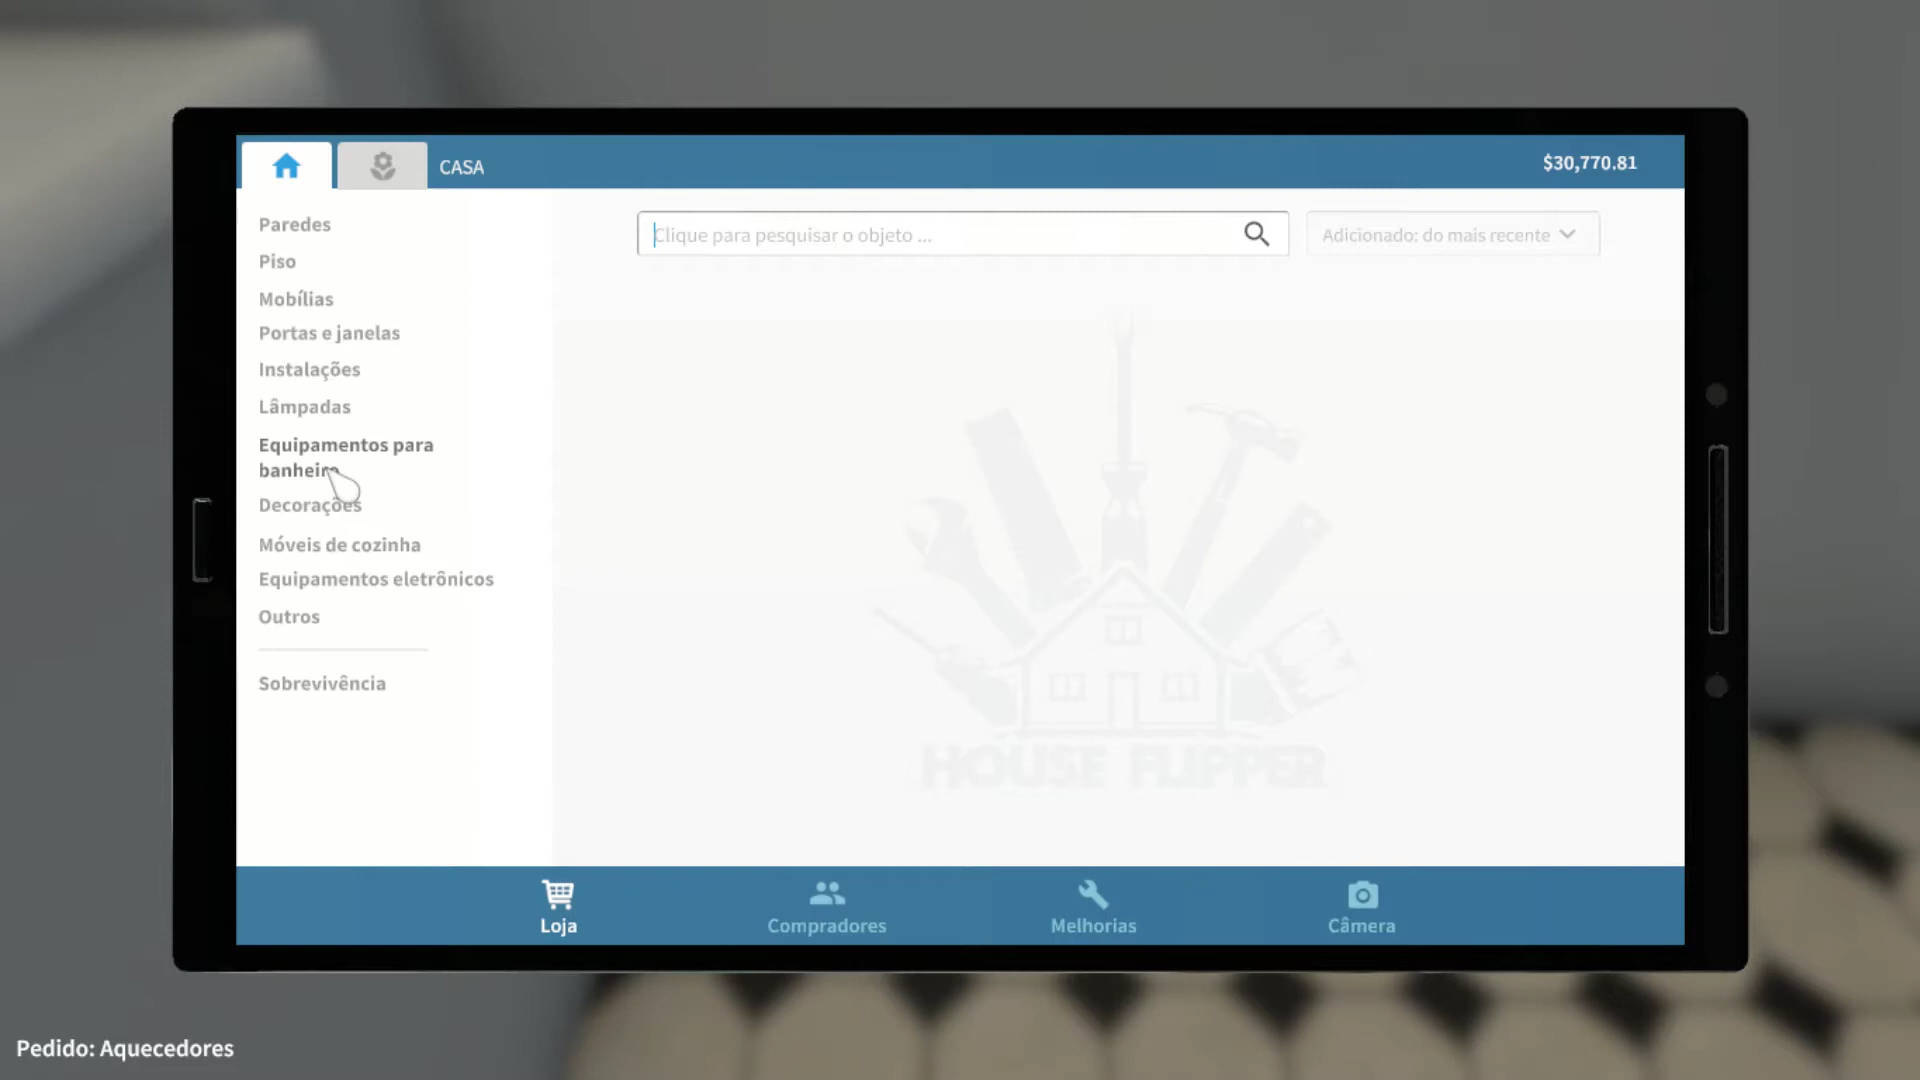 CASA
$30,770.81
Paredes
Piso
Mobílias
Portas e janelas
Instalações
Lâmpadas
Equipamentos para
banheiro
Decorações
Móveis de cozinha
Equipamentos eletrônicos
Outros
Sobrevivência
Clique para pesquisar o objeto ...
Adicionado: do mais recente
HOUSE FLIPPER
Loja
Compradores
Melhorias
Câmera
Pedido: Aquecedores